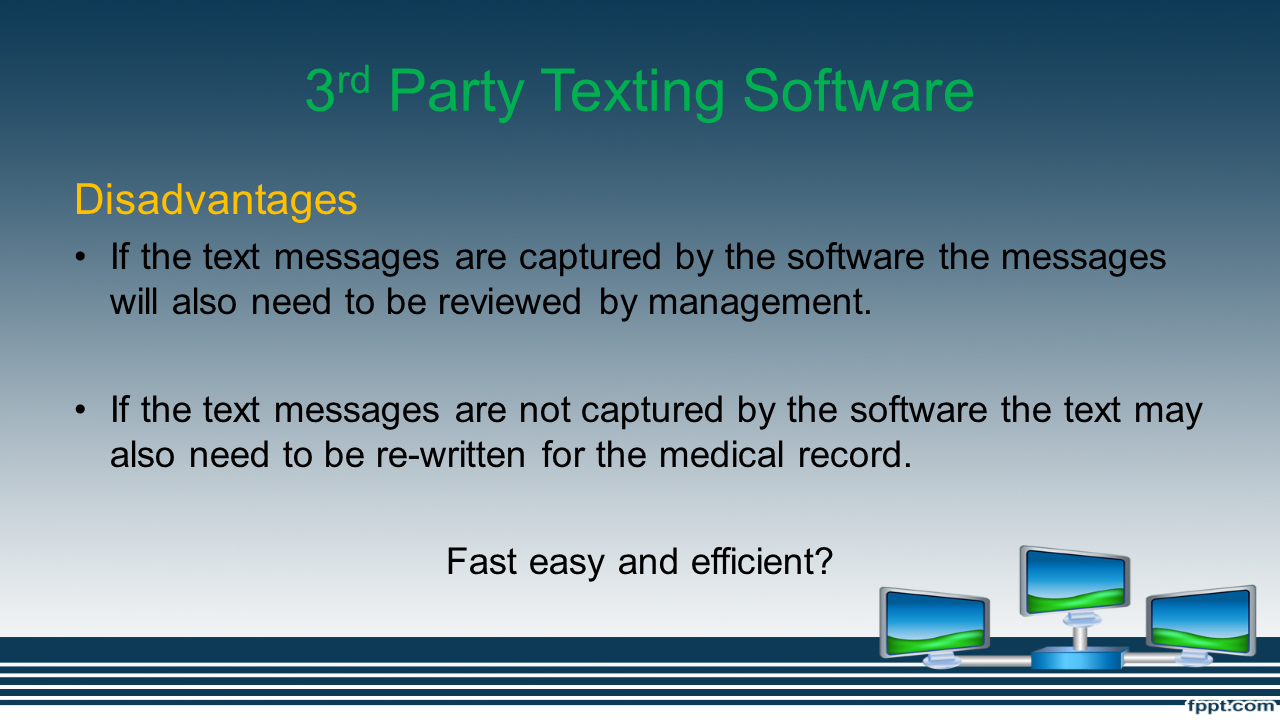 3rd Party Texting Software
Disadvantages
• If the text messages are captured by the software the messages
will also need to be reviewed by management.
• If the text messages are not captured by the software the text may
also need to be re-written for the medical record.
Fast easy and efficient?
fppt.com